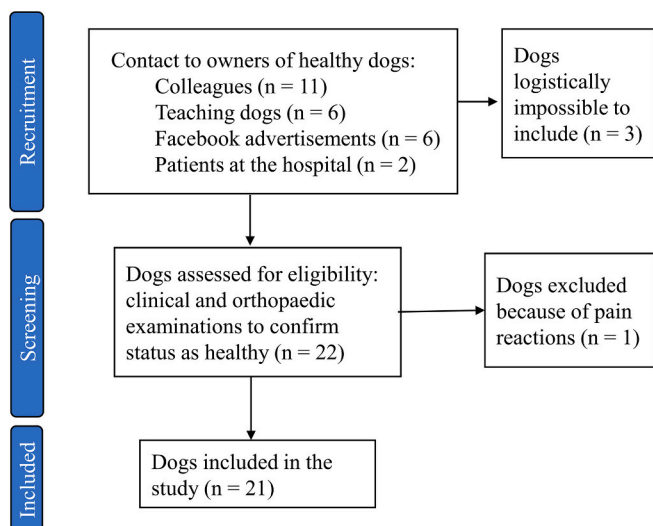 Recruitment
Contact to owners of healthy dogs:
Colleagues (n = 11)
Teaching dogs (n = 6)
Facebook advertisements (n = 6)
Patients at the hospital (n = 2)
Dogs
logistically
impossible to
include (n = 3)
Screening
Dogs assessed for eligibility:
clinical and orthopaedic
examinations to confirm
status as healthy (n = 22)
Dogs excluded
because of pain
reactions (n = 1)
Included
Dogs included in the
study (n = 21)